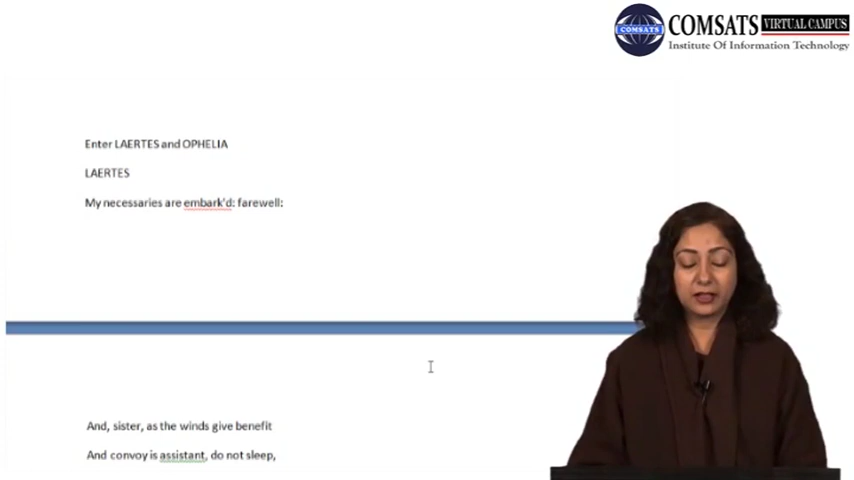 COMSATS VIRTUAL CAMPUS
COMSATS
Institute Of Information Technology
Enter LAERTES and OPHELIA
LAERTES
My necessaries are embark'd: farewell:
And, sister, as the winds give benefit
And convoy is assistant, do not sleep,